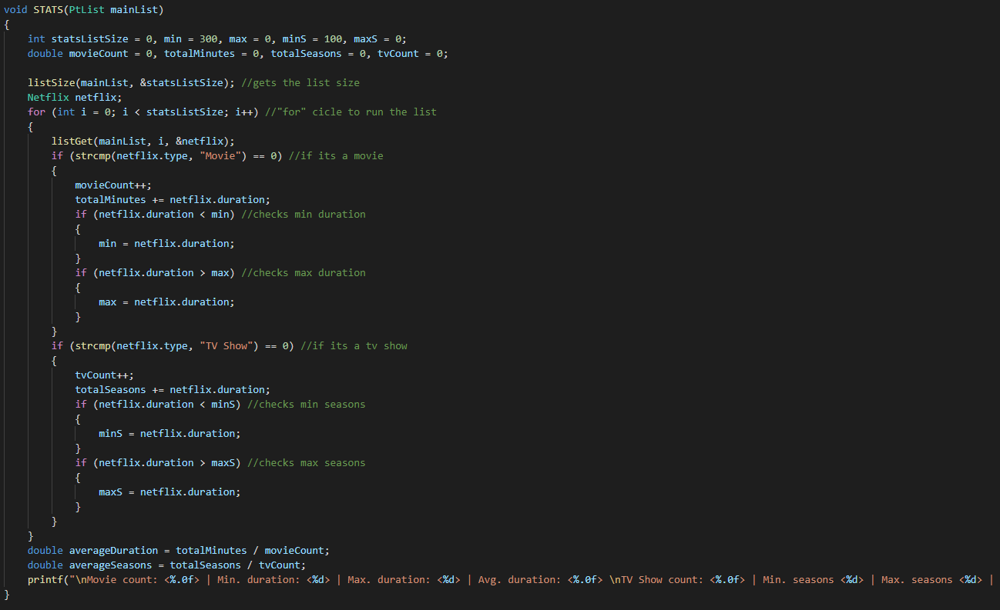 void STATS(PtList mainList)
{
    int statsListSize = 0, min = 300, max = 0, minS = 100, maxS = 0;
    double movieCount = 0, totalMinutes = 0, totalSeasons = 0, tvCount = 0;

    listSize(mainList, &statsListSize); //gets the list size
    Netflix netflix;
    for (int i = 0; i < statsListSize; i++) //"for" cicle to run the list
    {
        listGet(mainList, i, &netflix);
        if (strcmp(netflix.type, "Movie") == 0) //if its a movie
        {
            movieCount++;
            totalMinutes += netflix.duration;
            if (netflix.duration < min) //checks min duration
            {
                min = netflix.duration;
            }
            if (netflix.duration > max) //checks max duration
            {
                max = netflix.duration;
            }
        }
        if (strcmp(netflix.type, "TV Show") == 0) //if its a tv show
        {
            tvCount++;
            totalSeasons += netflix.duration;
            if (netflix.duration < minS) //checks min seasons
            {
                minS = netflix.duration;
            }
            if (netflix.duration > maxS) //checks max seasons
            {
                maxS = netflix.duration;
            }
        }
    }
    double averageDuration = totalMinutes / movieCount;
    double averageSeasons = totalSeasons / tvCount;
    printf("\nMovie count: <%.0f> | Min. duration: <%d> | Max. duration: <%d> | Avg. duration: <%.0f> \nTV Show count: <%.0f> | Min. seasons <%d> | Max. seasons <%d> |
}